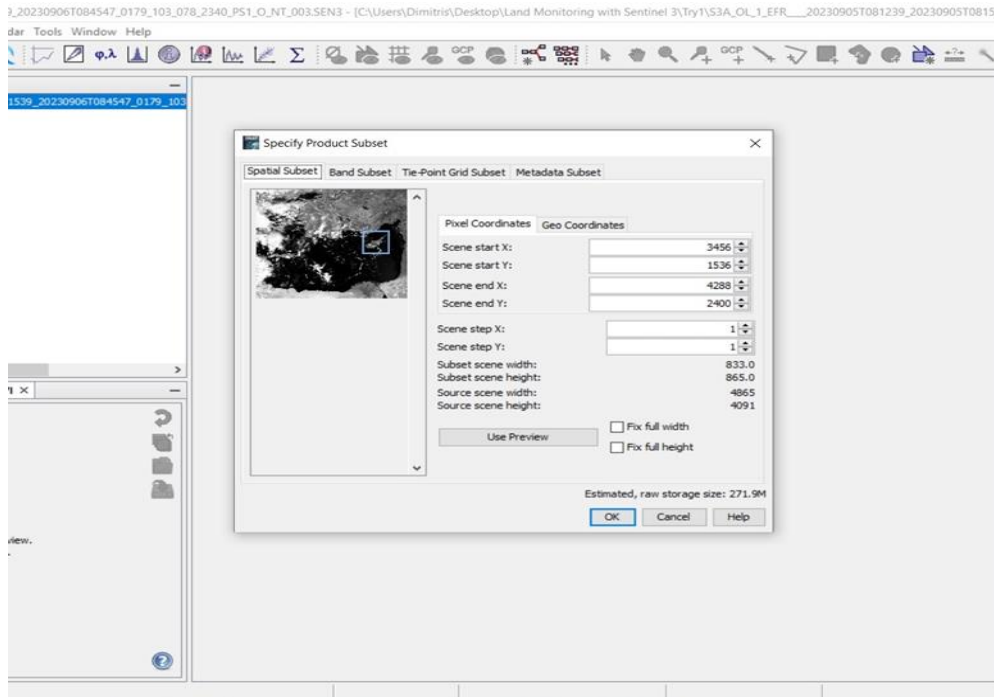 9_20230906T084547_0179_103_078_2340_PS1_O_NT_003.SEN3 - [C:\Users\Dimitris\Desktop\Land Monitoring with Sentinel 3\Try1\S3A_OL_1_EFR____20230905T081239_20230905T0815
dar Tools Window Help
φ,λ Σ GCP GCP
1539_20230906T084547_0179_103
Specify Product Subset
Spatial Subset Band Subset Tie-Point Grid Subset Metadata Subset
Pixel Coordinates Geo Coordinates
Scene start X: 3456
Scene start Y: 1536
Scene end X: 4288
Scene end Y: 2400
Scene step X: 1
Scene step Y: 1
Subset scene width: 833.0
Subset scene height: 865.0
Source scene width: 4865
Source scene height: 4091
Use Preview
Fix full width
Fix full height
Estimated, raw storage size: 271.9M
OK Cancel Help
view.